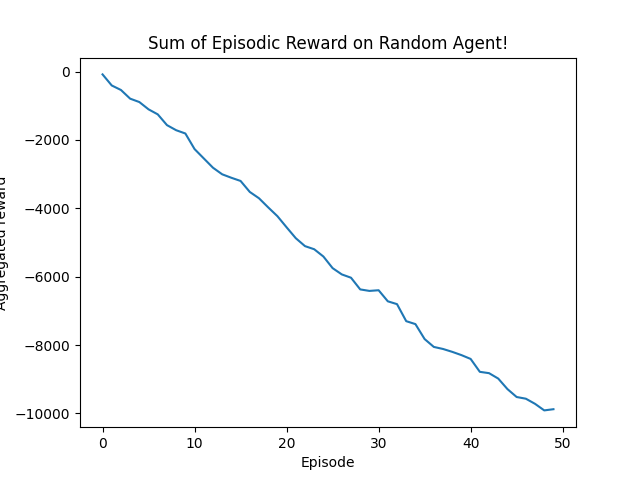 Sum of Episodic Reward on Random Agent!
0
−2000
−4000
−6000
−8000
−10000
Aggregated reward
0 10 20 30 40 50
Episode